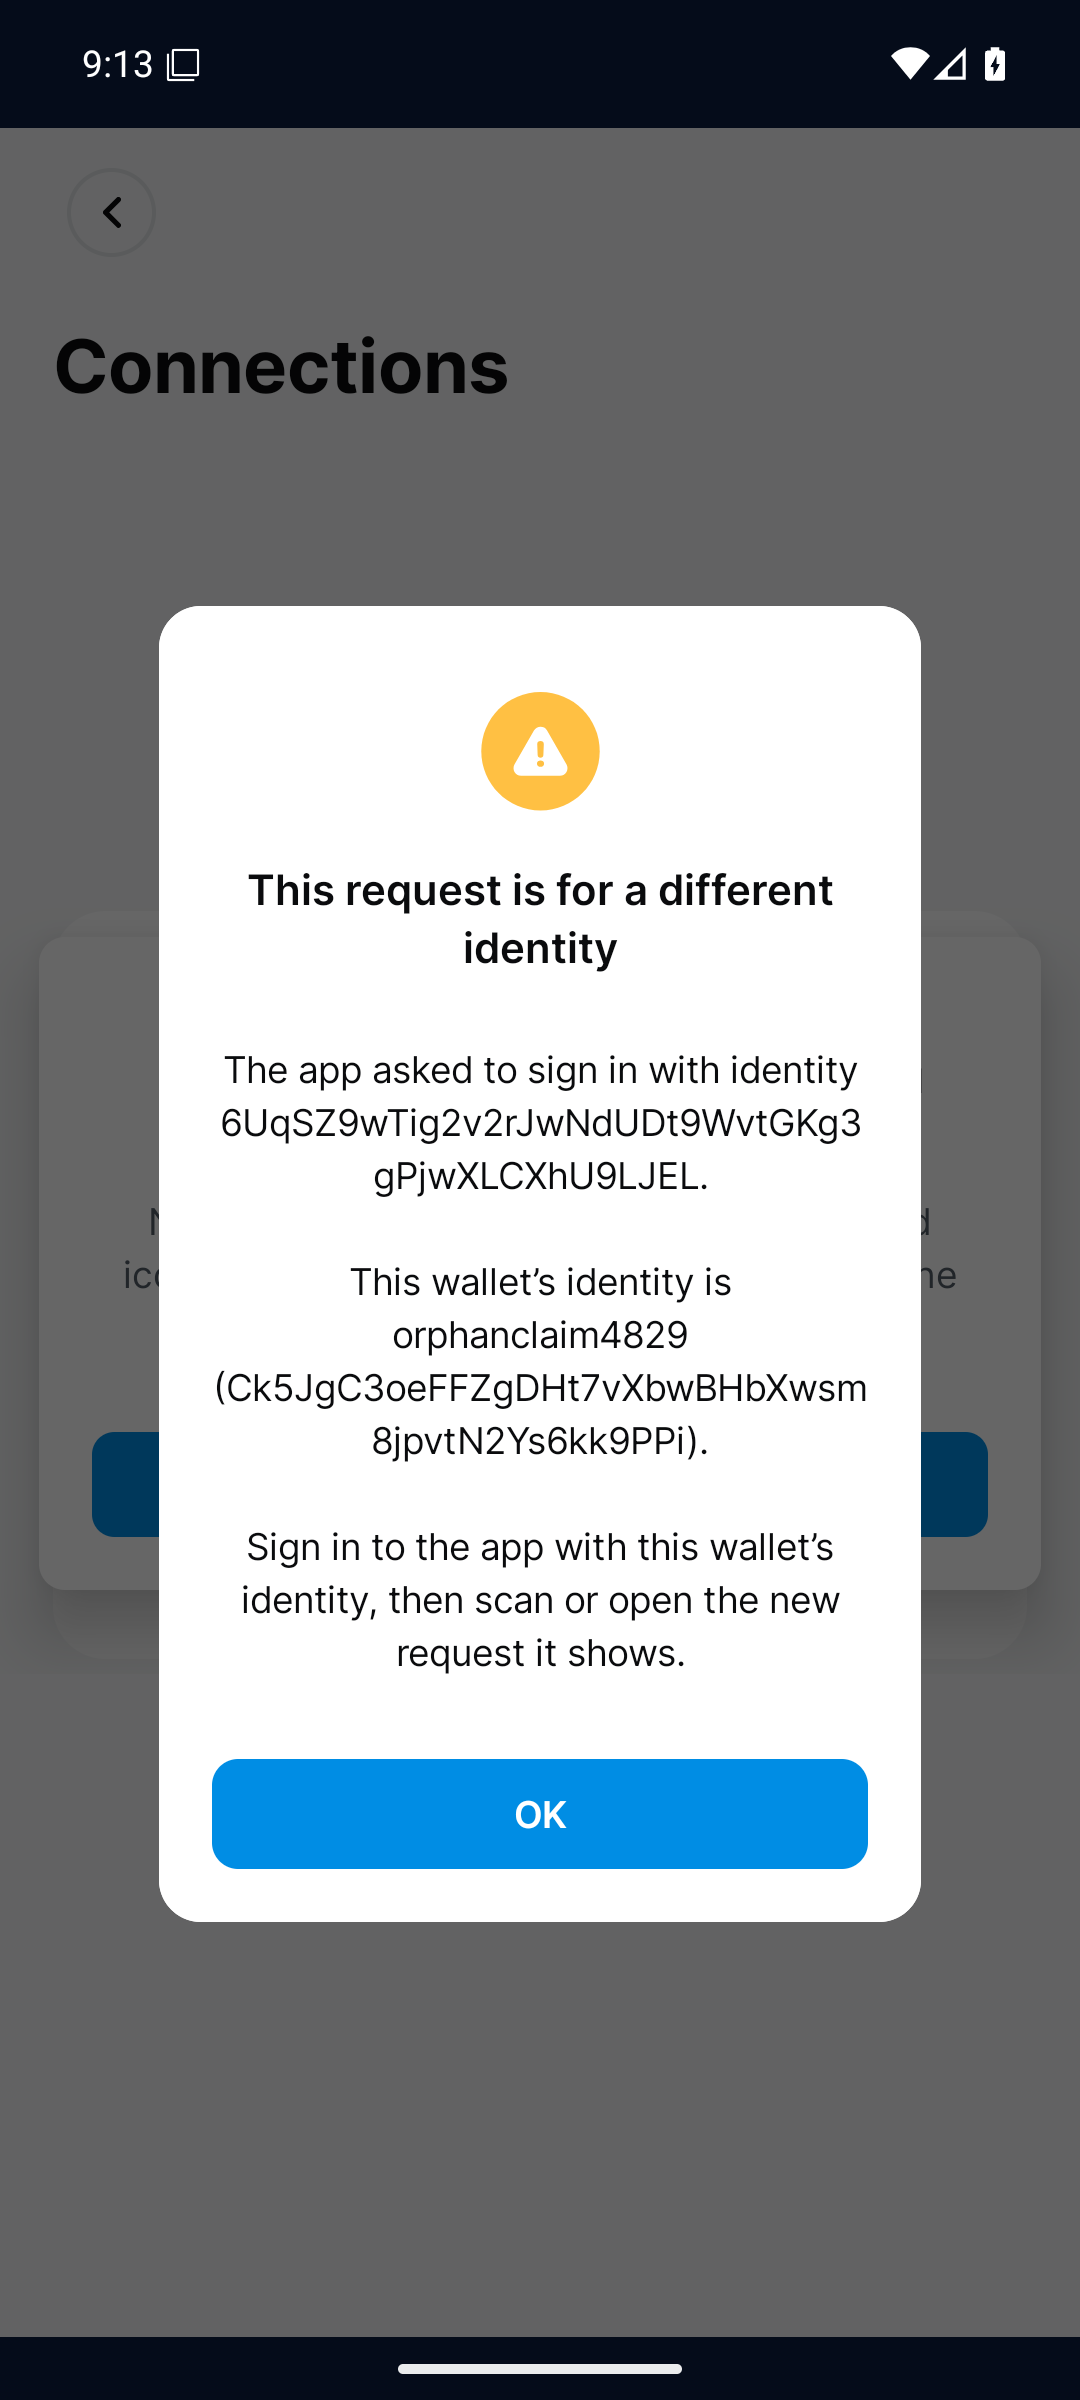 9:13
Connections
This request is for a different
identity
The app asked to sign in with identity
6UqSZ9wTig2v2rJwNdUDt9WvtGKg3
gPjwXLCXhU9LJEL.
This wallet’s identity is
orphanclaim4829
(Ck5JgC3oeFFZgDHt7vXbwBHbXwsm
8jpvtN2Ys6kk9PPi).
Sign in to the app with this wallet’s
identity, then scan or open the new
request it shows.
OK